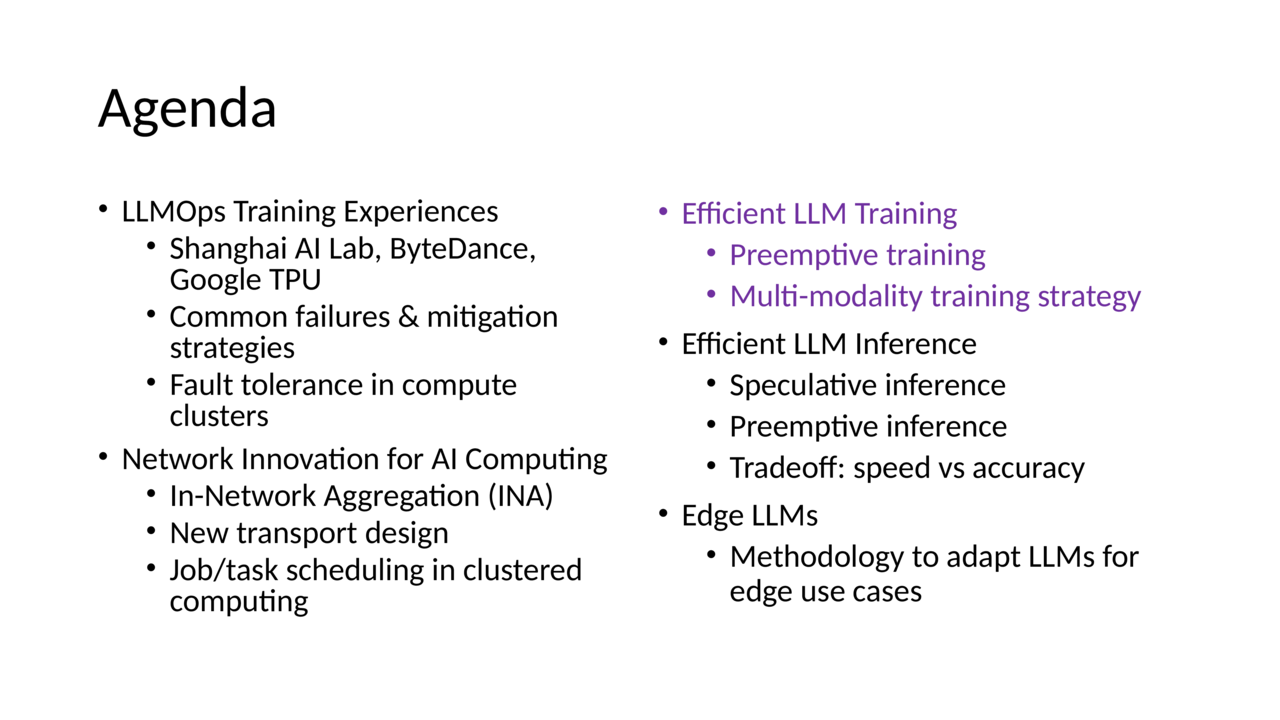 Agenda
• LLMOps Training Experiences
• Shanghai AI Lab, ByteDance,
Google TPU
• Common failures & mitigation
strategies
• Fault tolerance in compute
clusters
• Network Innovation for AI Computing
• In-Network Aggregation (INA)
• New transport design
• Job/task scheduling in clustered
computing
• Efficient LLM Training
• Preemptive training
• Multi-modality training strategy
• Efficient LLM Inference
• Speculative inference
• Preemptive inference
• Tradeoff: speed vs accuracy
• Edge LLMs
• Methodology to adapt LLMs for
edge use cases